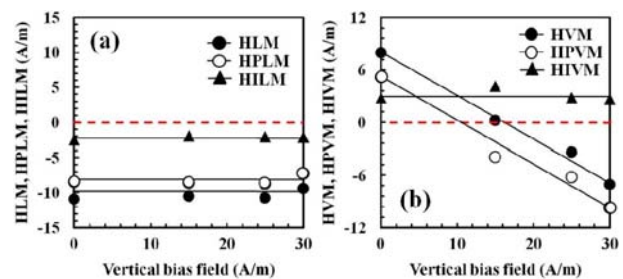 (a)
HLM, HPLM, HILM (A/m)
15
10
5
0
-5
-10
-15
HLM
HPLM
HILM
0
10
20
30
Vertical bias field (A/m)
(b)
HVM, HPVM, HIVM (A/m)
12
6
0
-6
-12
HVM
HPVM
HIVM
0
10
20
30
Vertical bias field (A/m)